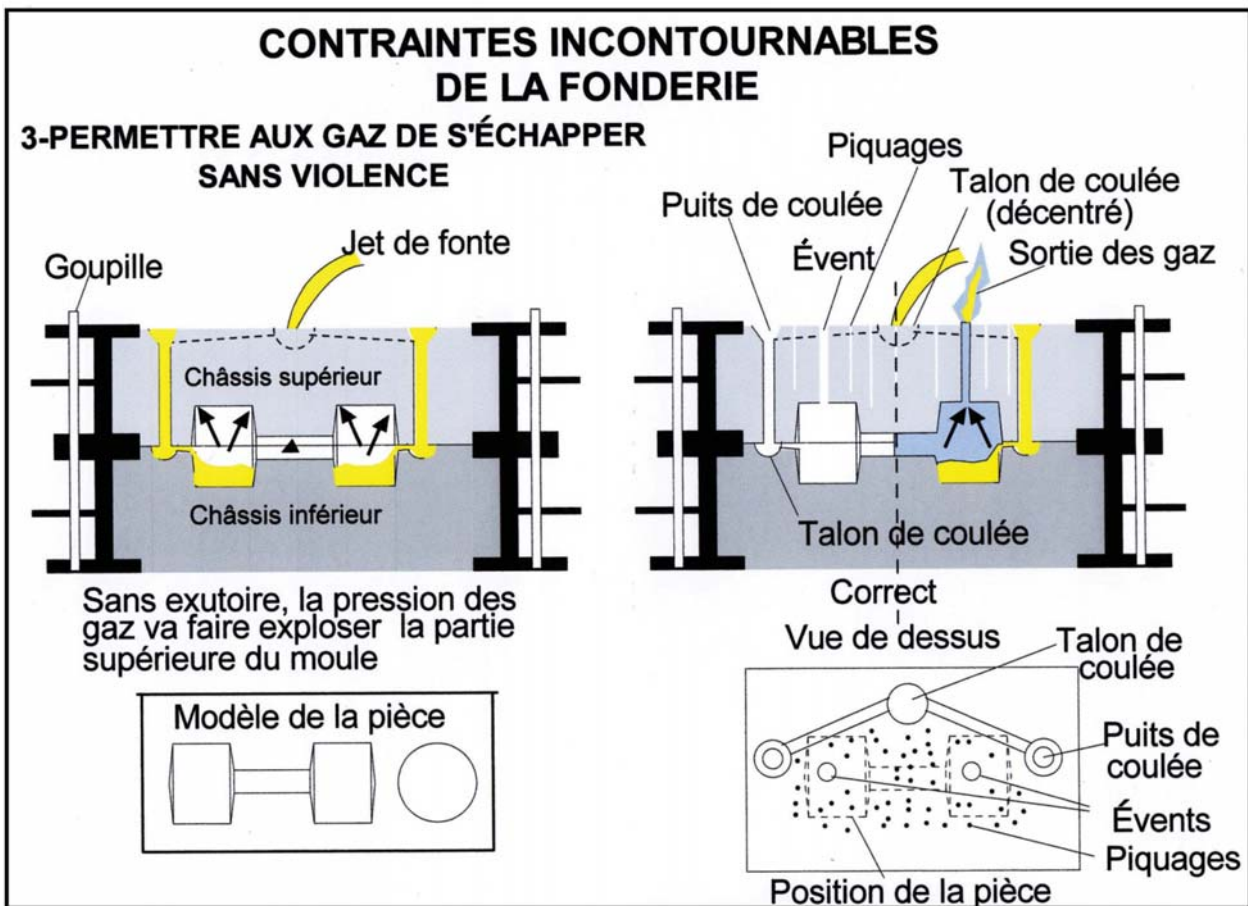 CONTRAINTES INCONTOURNABLES
DE LA FONDERIE
3-PERMETTRE AUX GAZ DE S'ÉCHAPPER
SANS VIOLENCE
Goupille
Jet de fonte
Châssis supérieur
Châssis inférieur
Sans exutoire, la pression des
gaz va faire exploser la partie
supérieure du moule
Modèle de la pièce
Piquages
Puits de coulée
Talon de coulée
(décentré)
Évent
Sortie des gaz
Talon de coulée
Correct
Vue de dessus
Talon de
coulée
Puits de
coulée
Évents
Piquages
Position de la pièce